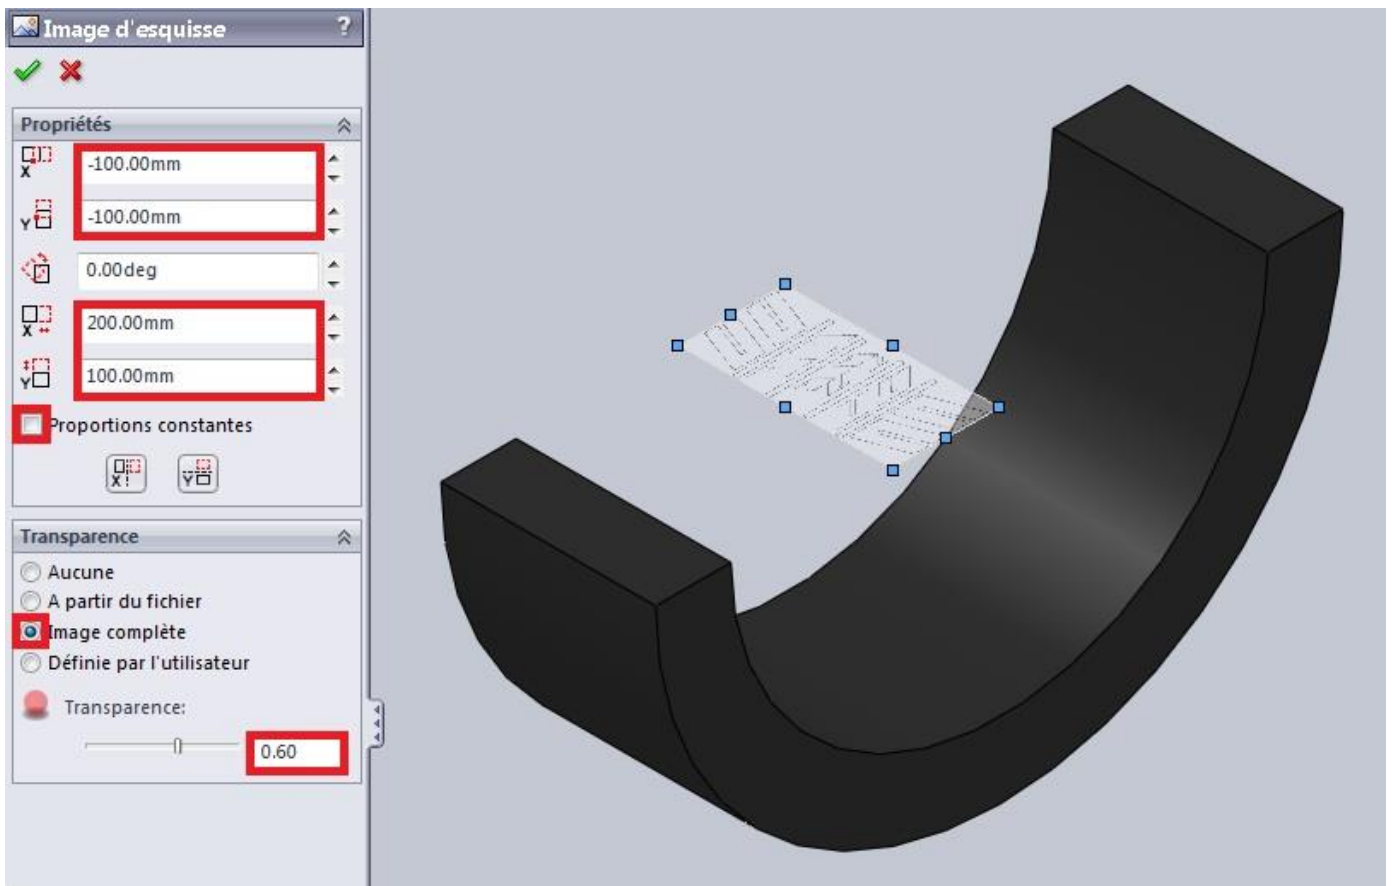 Image d'esquisse ?
Propriétés
X -100.00mm
Y -100.00mm
0.00deg
X 200.00mm
Y 100.00mm
Proportions constantes
X Y
Transparence
Aucune
A partir du fichier
Image complète
Définie par l'utilisateur
Transparence:
0.60